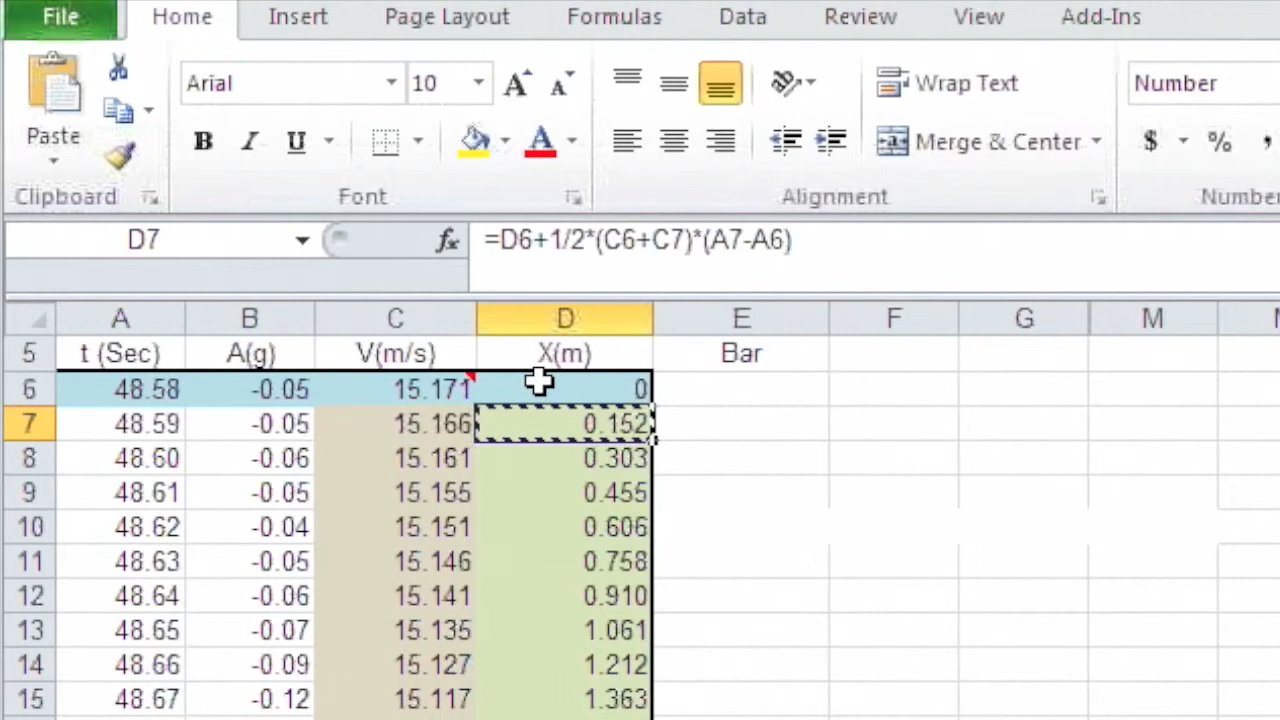 File Home Insert Page Layout Formulas Data Review View Add-Ins
Arial 10 A A Wrap Text Number
Paste B I U A Merge & Center $ % ,
Clipboard Font Alignment Number
D7 fx =D6+1/2*(C6+C7)*(A7-A6)
A B C D E F G M
5 t (Sec) A(g) V(m/s) X(m) Bar
6 48.58 -0.05 15.171 0
7 48.59 -0.05 15.166 0.152
8 48.60 -0.06 15.161 0.303
9 48.61 -0.05 15.155 0.455
10 48.62 -0.04 15.151 0.606
11 48.63 -0.05 15.146 0.758
12 48.64 -0.06 15.141 0.910
13 48.65 -0.07 15.135 1.061
14 48.66 -0.09 15.127 1.212
15 48.67 -0.12 15.117 1.363